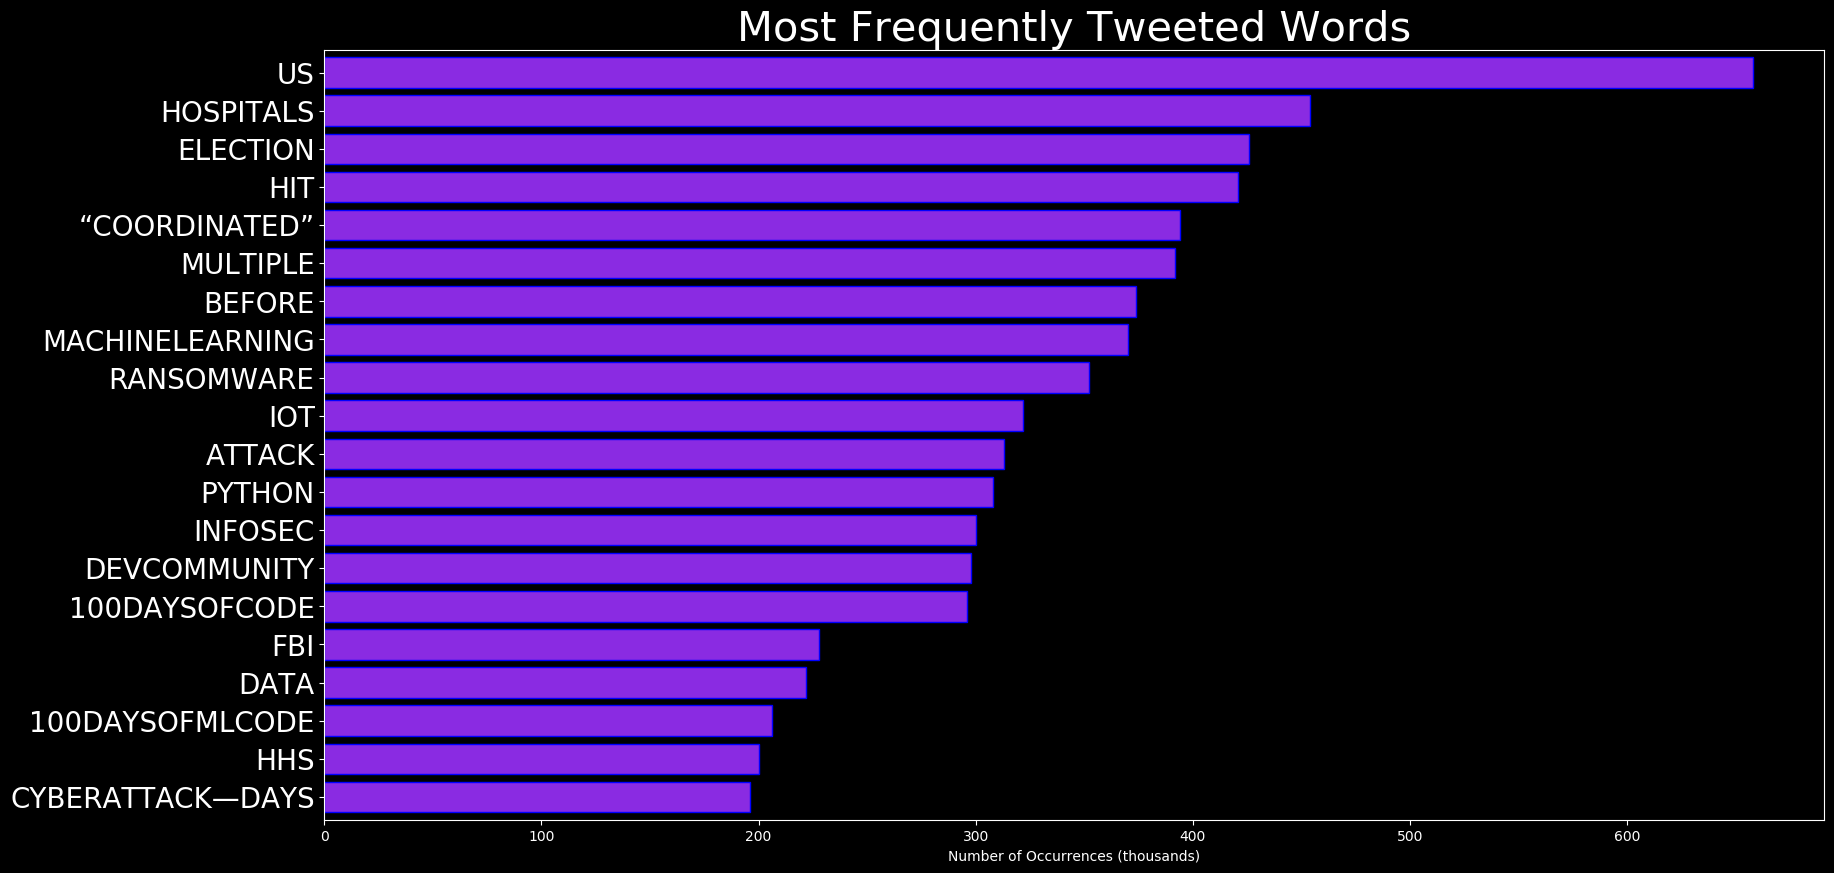 Most Frequently Tweeted Words
US
HOSPITALS
ELECTION
HIT
“COORDINATED”
MULTIPLE
BEFORE
MACHINELEARNING
RANSOMWARE
IOT
ATTACK
PYTHON
INFOSEC
DEVCOMMUNITY
100DAYSOFCODE
FBI
DATA
100DAYSOFMLCODE
HHS
CYBERATTACK—DAYS
0 100 200 300 400 500 600
Number of Occurrences (thousands)